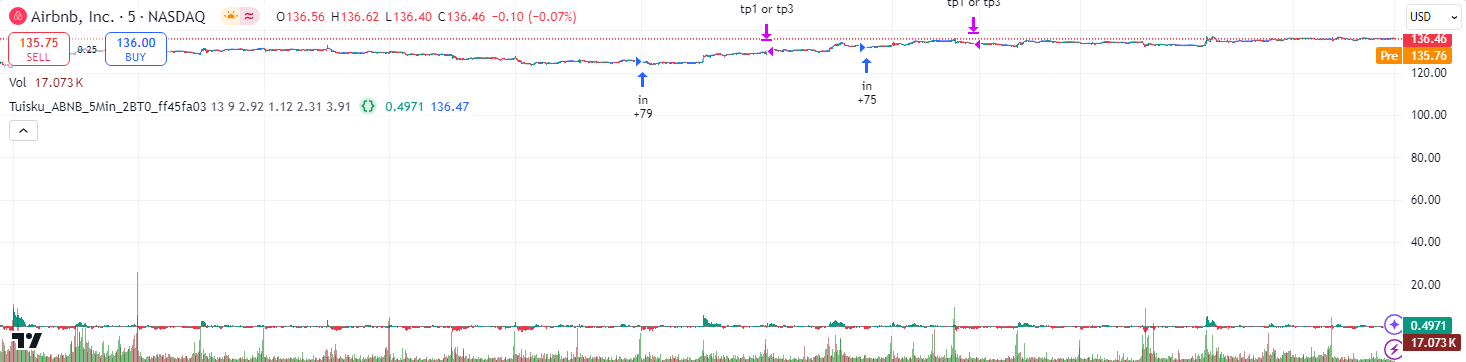 Airbnb, Inc. · 5 · NASDAQ O136.56 H136.62 L136.40 C136.46 −0.10 (−0.07%)
USD
135.75
SELL
0.25
136.00
BUY
Vol 17.073 K
Tuisku_ABNB_5Min_2BT0_ff45fa03 13 9 2.92 1.12 2.31 3.91 {} 0.4971 136.47
tp1 or tp3
tp1 or tp3
in
+79
in
+75
136.46
Pre 135.76
120.00
100.00
80.00
60.00
40.00
20.00
0.4971
17.073 K